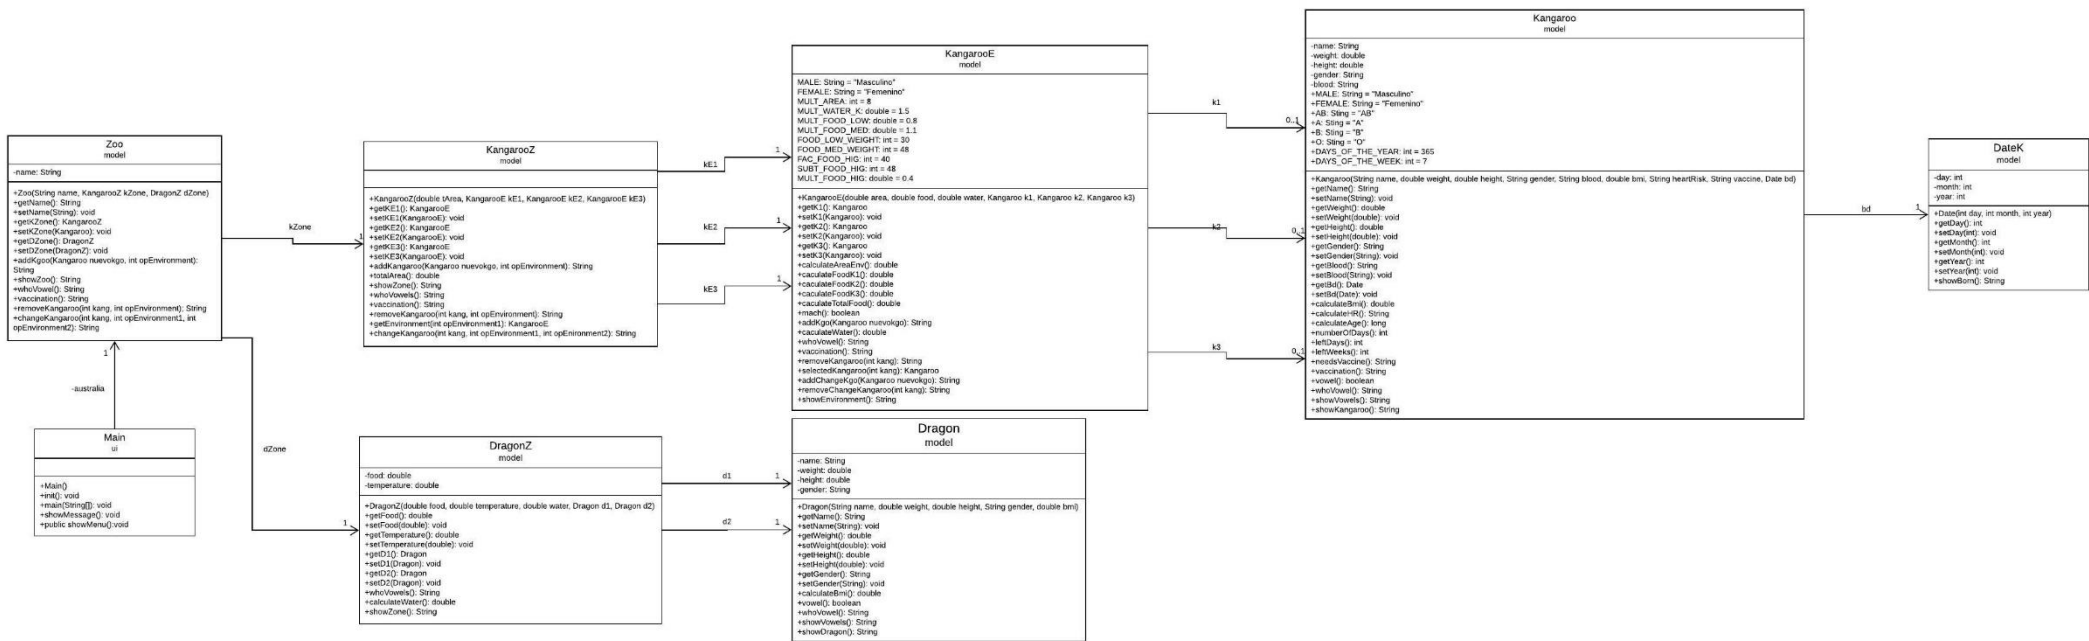 Zoo
model
-name: String
+Zoo(String name, KangarooZ kZone, DragonZ dZone)
+getName(): String
+setName(String): void
+getKZone(): KangarooZ
+setKZone(Kangaroo): void
+getDZone(): DragonZ
+setDZone(DragonZ): void
+addKgoo(Kangaroo nuevokgo, int opEnvironment):
String
+showZoo(): String
+whoVowel(): String
+vaccination(): String
+removeKangaroo(int kang, int opEnvironment): String
+changeKangaroo(int kang, int opEnvironment1, int
opEnvironment2): String
1
-australia
Main
ui
+Main()
+init(): void
+main(String[]): void
+showMessage(): void
+public showMenu():void
kZone
1
dZone
1
KangarooZ
model
+KangarooZ(double tArea, KangarooE kE1, KangarooE kE2, KangarooE kE3)
+getKE1(): KangarooE
+setKE1(KangarooE): void
+getKE2(): KangarooE
+setKE2(KangarooE): void
+getKE3(): KangarooE
+setKE3(KangarooE): void
+addKangaroo(Kangaroo nuevokgo, int opEnvironment): String
+totalArea(): double
+showZone(): String
+whoVowels(): String
+vaccination(): String
+removeKangaroo(int kang, int opEnvironment): String
+getEnvironment(int opEnvironment1): KangarooE
+changeKangaroo(int kang, int opEnvironment1, int opEnironment2): String
kE1
1
kE2
1
kE3
1
DragonZ
model
-food: double
-temperature: double
+DragonZ(double food, double temperature, double water, Dragon d1, Dragon d2)
+getFood(): double
+setFood(double): void
+getTemperature(): double
+setTemperature(double): void
+getD1(): Dragon
+setD1(Dragon): void
+getD2(): Dragon
+setD2(Dragon): void
+whoVowels(): String
+calculateWater(): double
+showZone(): String
d1
1
d2
1
KangarooE
model
MALE: String = "Masculino"
FEMALE: String = "Femenino"
MULT_AREA: int = 8
MULT_WATER_K: double = 1.5
MULT_FOOD_LOW: double = 0.8
MULT_FOOD_MED: double = 1.1
FOOD_LOW_WEIGHT: int = 30
FOOD_MED_WEIGHT: int = 48
FAC_FOOD_HIG: int = 40
SUBT_FOOD_HIG: int = 48
MULT_FOOD_HIG: double = 0.4
+KangarooE(double area, double food, double water, Kangaroo k1, Kangaroo k2, Kangaroo k3)
+getK1(): Kangaroo
+setK1(Kangaroo): void
+getK2(): Kangaroo
+setK2(Kangaroo): void
+getK3(): Kangaroo
+setK3(Kangaroo): void
+calculateAreaEnv(): double
+caculateFoodK1(): double
+caculateFoodK2(): double
+caculateFoodK3(): double
+caculateTotalFood(): double
+mach(): boolean
+addKgo(Kangaroo nuevokgo): String
+caculateWater(): double
+whoVowel(): String
+vaccination(): String
+removeKangaroo(int kang): String
+selectedKangaroo(int kang): Kangaroo
+addChangeKgo(Kangaroo nuevokgo): String
+removeChangeKangaroo(int kang): String
+showEnvironment(): String
k1
0..1
k2
0..1
k3
0..1
Dragon
model
-name: String
-weight: double
-height: double
-gender: String
+Dragon(String name, double weight, double height, String gender, double bmI)
+getName(): String
+setName(String): void
+getWeight(): double
+setWeight(double): void
+getHeight(): double
+setHeight(double): void
+getGender(): String
+setGender(String): void
+calculateBmi(): double
+vowel(): boolean
+whoVowel(): String
+showVowels(): String
+showDragon(): String
Kangaroo
model
-name: String
-weight: double
-height: double
-gender: String
-blood: String
+MALE: String = "Masculino"
+FEMALE: String = "Femenino"
+AB: Sting = "AB"
+A: Sting = "A"
+B: Sting = "B"
+O: Sting = "O"
+DAYS_OF_THE_YEAR: int = 365
+DAYS_OF_THE_WEEK: int = 7
+Kangaroo(String name, double weight, double height, String gender, String blood, double bmi, String heartRisk, String vaccine, Date bd)
+getName(): String
+setName(String): void
+getWeight(): double
+setWeight(double): void
+getHeight(): double
+setHeight(double): void
+getGender(): String
+setGender(String): void
+getBlood(): String
+setBlood(String): void
+getBd(): Date
+setBd(Date): void
+calculateBmi(): double
+calculateHR(): String
+calculateAge(): long
+numberOfDays(): int
+leftDays(): int
+leftWeeks(): int
+needsVaccine(): String
+vaccination(): String
+vowel(): boolean
+whoVowel(): String
+showVowels(): String
+showKangaroo(): String
bd
1
DateK
model
-day: int
-month: int
-year: int
+Date(int day, int month, int year)
+getDay(): int
+setDay(int): void
+getMonth(): int
+setMonth(int): void
+getYear(): int
+setYear(int): void
+showBorn(): String